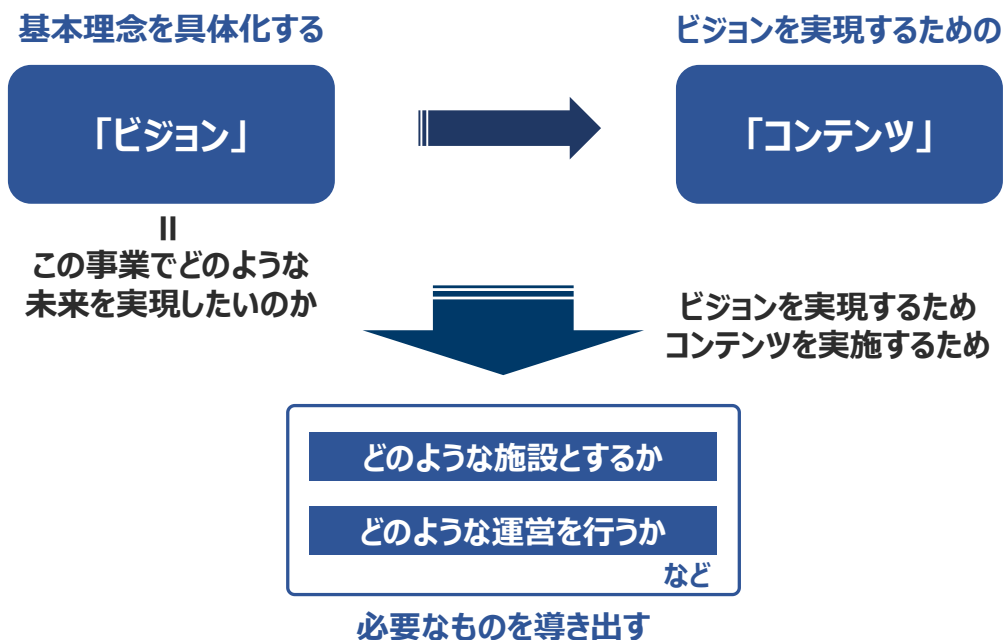 基本理念を具体化する
「ビジョン」
=
この事業でどのような
未来を実現したいのか
ビジョンを実現するための
「コンテンツ」
ビジョンを実現するため
コンテンツを実施するため
どのような施設とするか
どのような運営を行うか
など
必要なものを導き出す